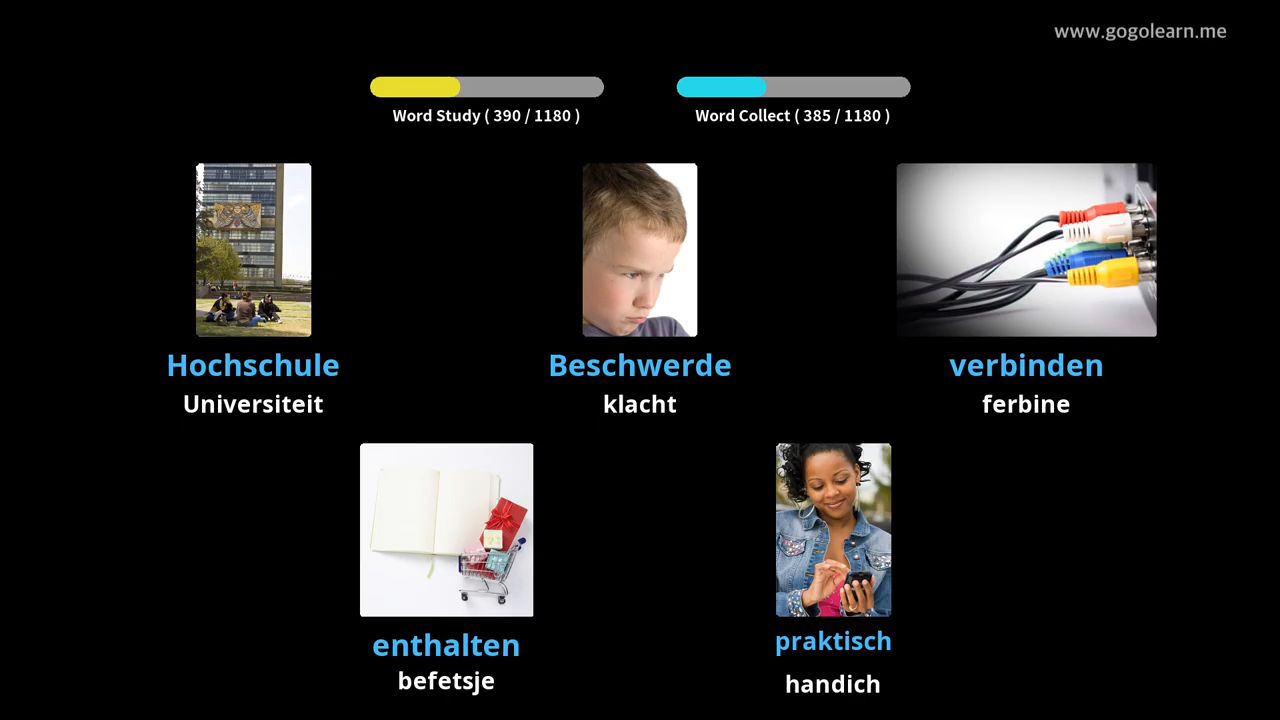 www.gogolearn.me
Word Study ( 390 / 1180 )
Word Collect ( 385 / 1180 )
Hochschule
Universiteit
Beschwerde
klacht
verbinden
ferbine
enthalten
befetsje
praktisch
handich